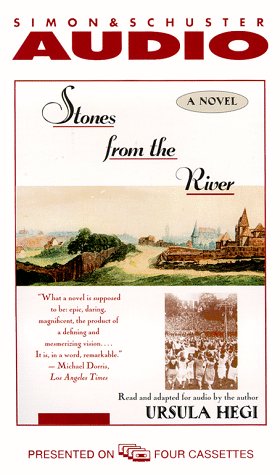 SIMON & SCHUSTER
AUDIO
A NOVEL
Stones
from the
River
"What a novel is supposed
to be: epic, daring,
magnificent, the product of
a defining and
mesmerizing vision. . . .
It is, in a word, remarkable."
— Michael Dorris,
Los Angeles Times
Read and adapted for audio by the author
URSULA HEGI
PRESENTED ON FOUR CASSETTES